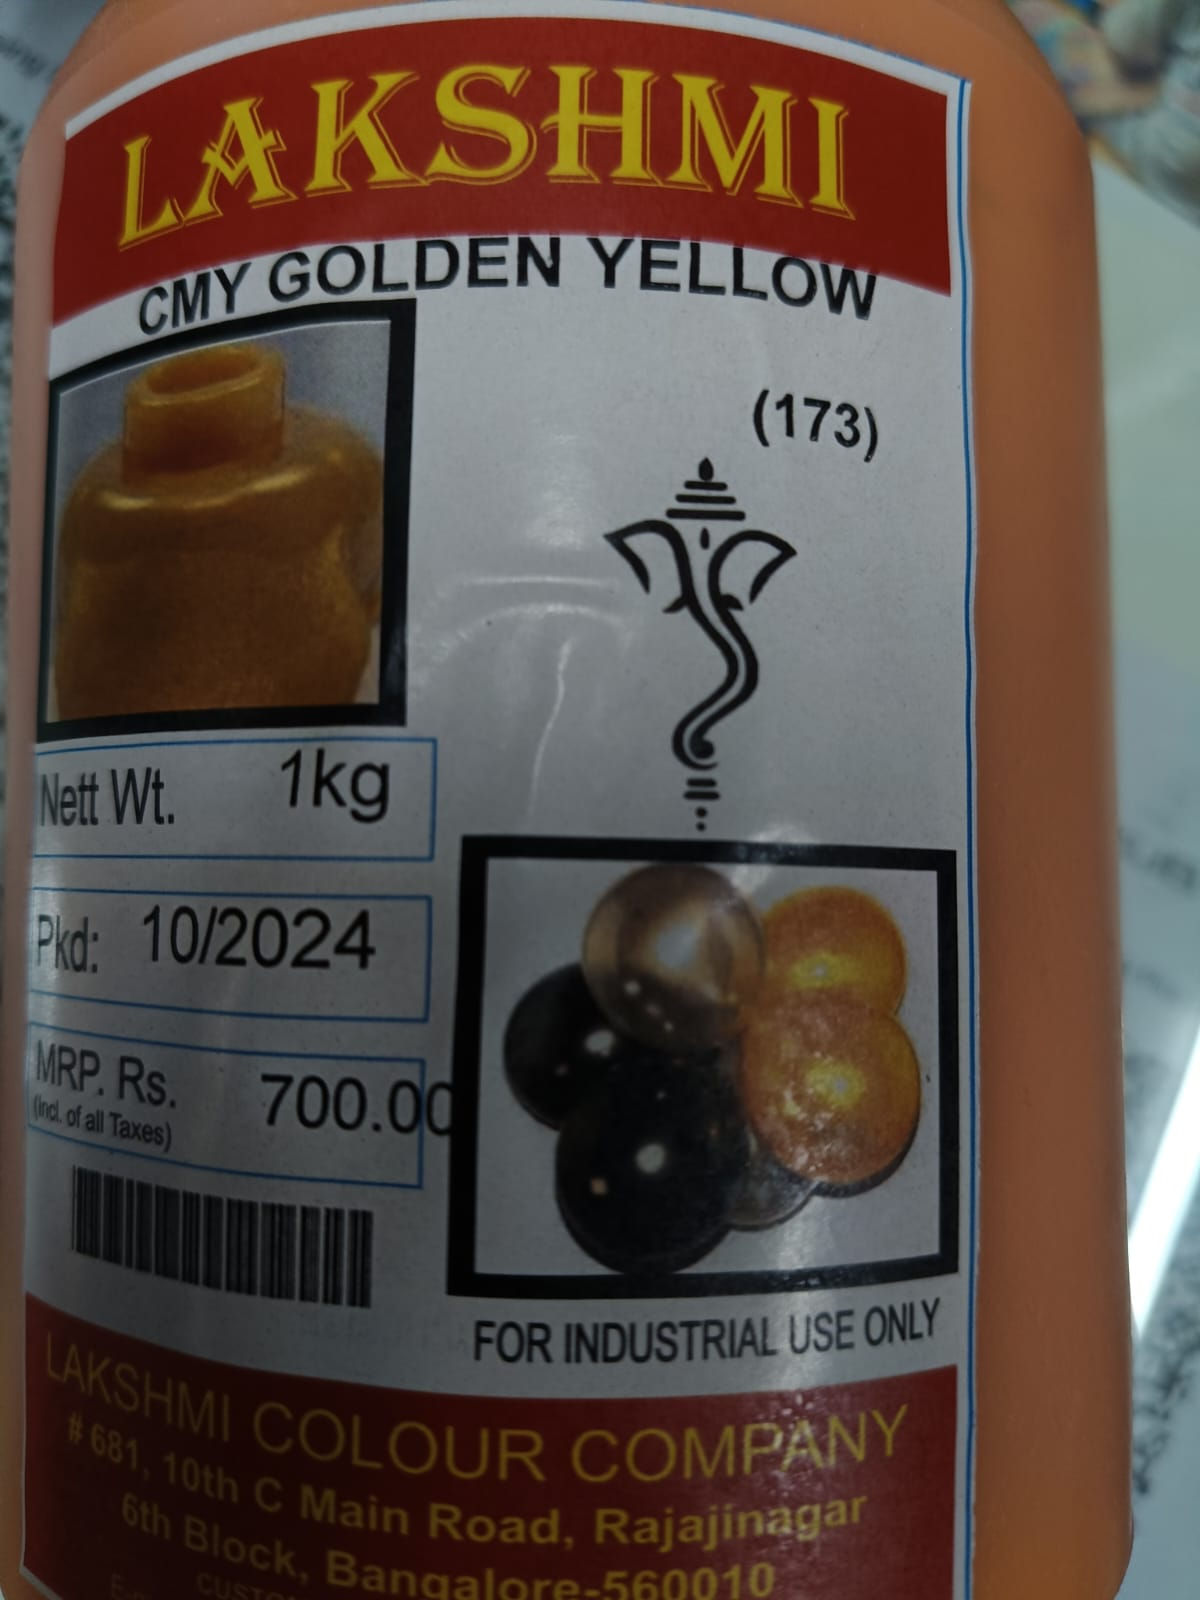 LAKSHMI
CMY GOLDEN YELLOW
(173)
Nett Wt. 1kg
Pkd: 10/2024
MRP. Rs. 700.00
(incl. of all Taxes)
FOR INDUSTRIAL USE ONLY
LAKSHMI COLOUR COMPANY
# 681, 10th C Main Road, Rajajinagar
6th Block, Bangalore-560010